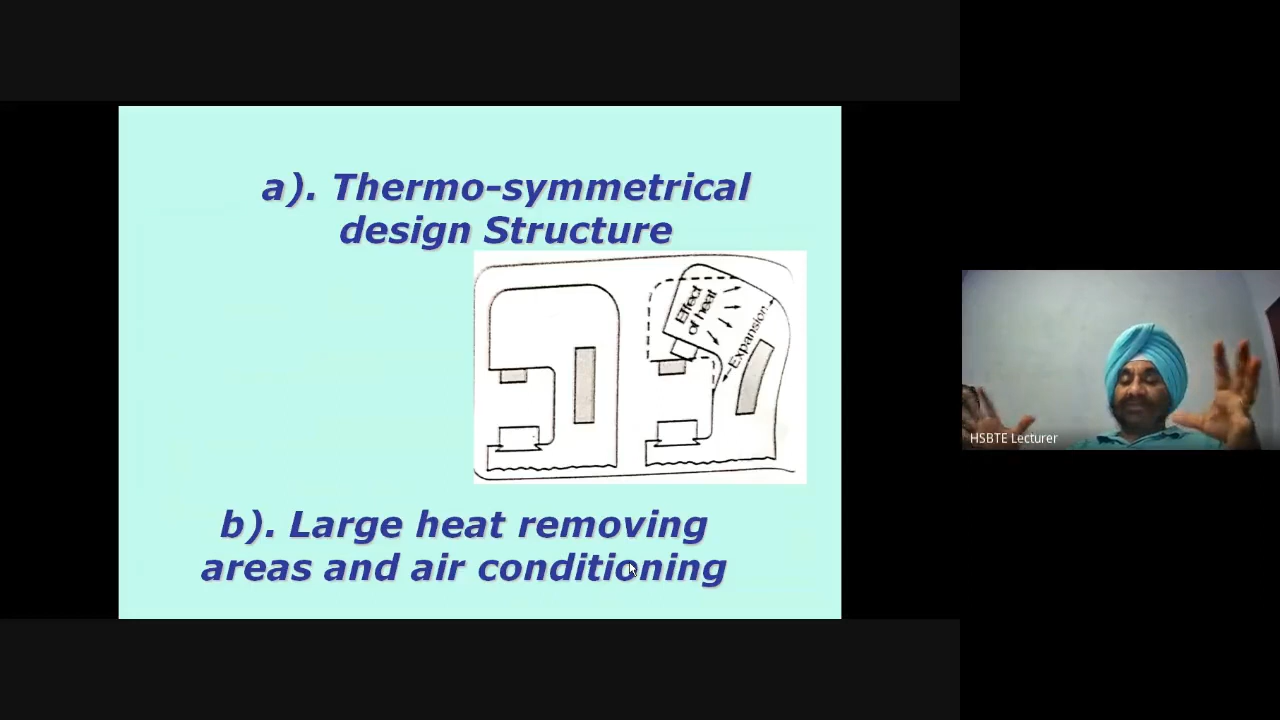 a). Thermo-symmetrical
design Structure
Effect
of heat
Expansion
b). Large heat removing
areas and air conditioning
HSBTE Lecturer